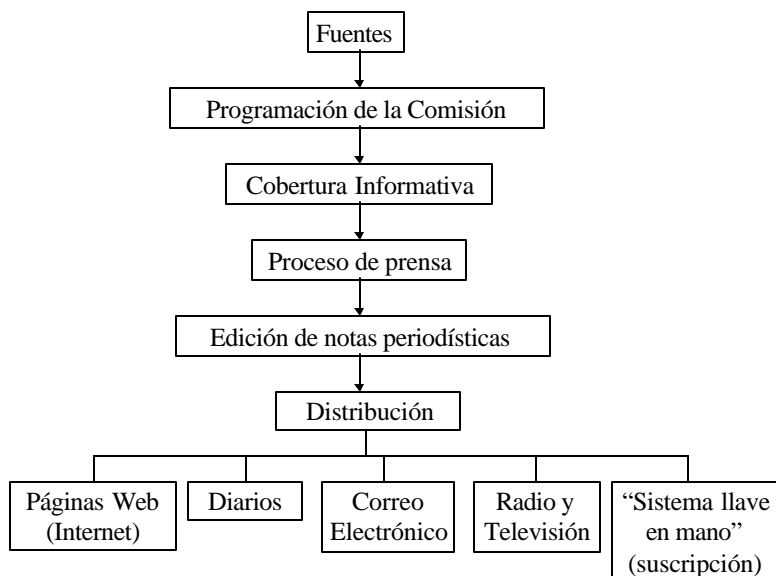 Fuentes
Programación de la Comisión
Cobertura Informativa
Proceso de prensa
Edición de notas periodísticas
Distribución
Páginas Web
(Internet)
Diarios
Correo
Electrónico
Radio y
Televisión
“Sistema llave
en mano”
(suscripción)